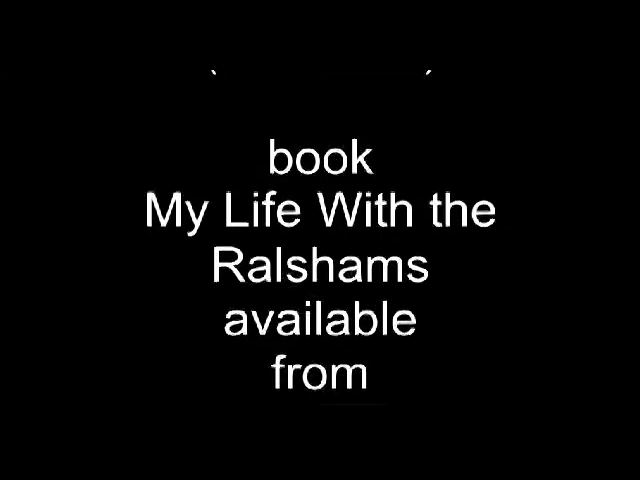 book
My Life With the
Ralshams
available
from